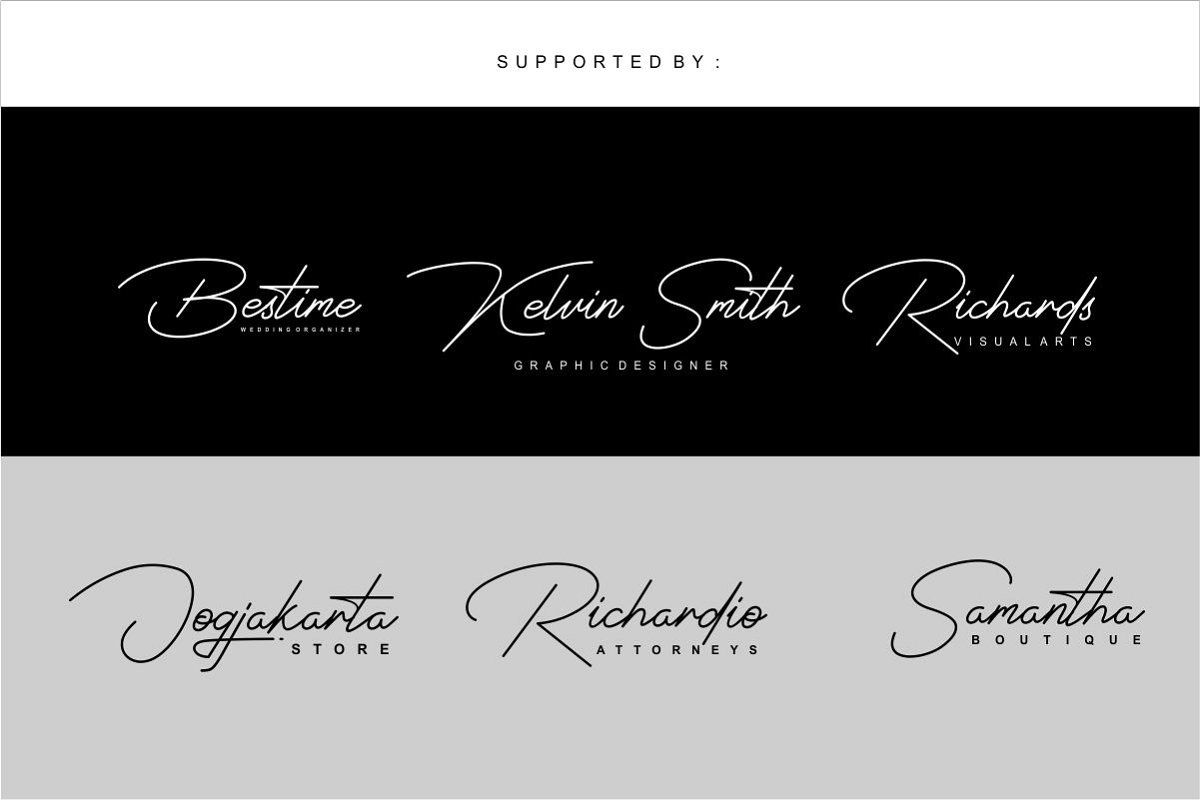 SUPPORTED BY :
Bestime
WEDDING ORGANIZER
Kelvin Smith
GRAPHIC DESIGNER
Richards
VISUAL ARTS
Jogjakarta
STORE
Richardio
ATTORNEYS
Samantha
BOUTIQUE